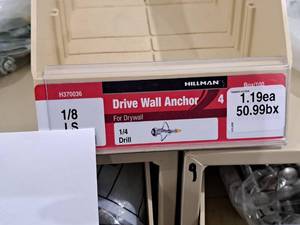 HILLMAN
H370036
Drive Wall Anchor 4
For Drywall
1/8
LS
1/4
Drill
Box/100
1.19ea
50.99bx